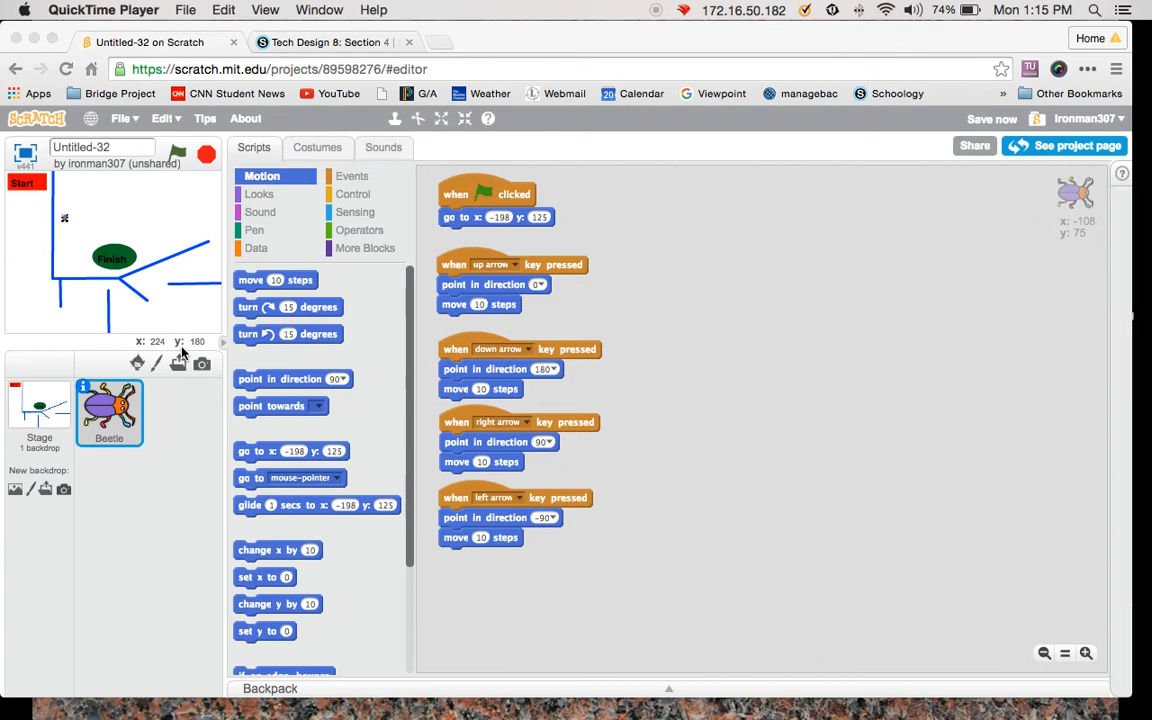 QuickTime Player File Edit View Window Help 172.16.50.182 74% Mon 1:15 PM
Untitled-32 on Scratch × Tech Design 8: Section 4 | × Home
https://scratch.mit.edu/projects/89598276/#editor
Apps Bridge Project CNN Student News YouTube G/A Weather Webmail Calendar Viewpoint managebac Schoology » Other Bookmarks
SCRATCH File Edit Tips About Save now ironman307
Untitled-32
by ironman307 (unshared)
v441
Scripts Costumes Sounds Share See project page
Start
Finish
x: 224 y: 180
Stage
1 backdrop
New backdrop:
Beetle
Motion Events
Looks Control
Sound Sensing
Pen Operators
Data More Blocks
move 10 steps
turn 15 degrees
turn 15 degrees
point in direction 90
point towards
go to x: -198 y: 125
go to mouse-pointer
glide 1 secs to x: -198 y: 125
change x by 10
set x to 0
change y by 10
set y to 0
if on edge, bounce
when clicked
go to x: -198 y: 125
when up arrow key pressed
point in direction 0
move 10 steps
when down arrow key pressed
point in direction 180
move 10 steps
when right arrow key pressed
point in direction 90
move 10 steps
when left arrow key pressed
point in direction -90
move 10 steps
x: -108
y: 75
Backpack